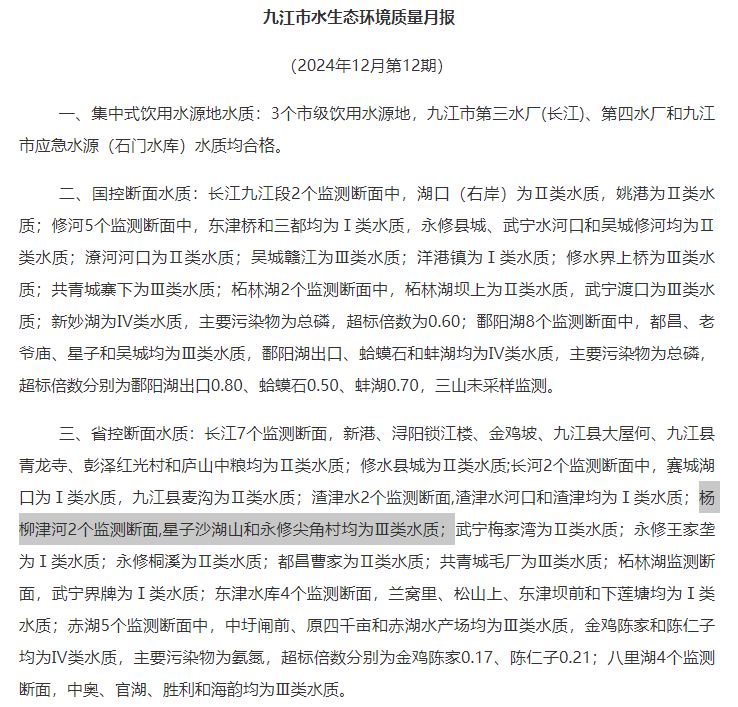 九江市水生态环境质量月报
（2024年12月第12期）
一、集中式饮用水源地水质：3个市级饮用水源地，九江市第三水厂(长江)、第四水厂和九江
市应急水源（石门水库）水质均合格。
二、国控断面水质：长江九江段2个监测断面中，湖口（右岸）为Ⅱ类水质，姚港为Ⅱ类水
质；修河5个监测断面中，东津桥和三都均为Ⅰ类水质，永修县城、武宁水河口和吴城修河均为Ⅱ
类水质；潦河河口为Ⅱ类水质；吴城赣江为Ⅲ类水质；洋港镇为Ⅰ类水质；修水界上桥为Ⅲ类水
质；共青城寨下为Ⅲ类水质；柘林湖2个监测断面中，柘林湖坝上为Ⅱ类水质，武宁渡口为Ⅲ类水
质；新妙湖为Ⅳ类水质，主要污染物为总磷，超标倍数为0.60；鄱阳湖8个监测断面中，都昌、老
爷庙、星子和吴城均为Ⅲ类水质，鄱阳湖出口、蛤蟆石和蚌湖均为Ⅳ类水质，主要污染物为总磷，
超标倍数分别为鄱阳湖出口0.80、蛤蟆石0.50、蚌湖0.70，三山未采样监测。
三、省控断面水质：长江7个监测断面，新港、浔阳锁江楼、金鸡坡、九江县大屋何、九江县
青龙寺、彭泽红光村和庐山中粮均为Ⅱ类水质；修水县城为Ⅱ类水质;长河2个监测断面中，赛城湖
口为Ⅰ类水质，九江县麦沟为Ⅱ类水质；渣津水2个监测断面,渣津水河口和渣津均为Ⅰ类水质；杨
柳津河2个监测断面,星子沙湖山和永修尖角村均为Ⅲ类水质；武宁梅家湾为Ⅱ类水质；永修王家垄
为Ⅰ类水质；永修桐溪为Ⅱ类水质；都昌曹家为Ⅱ类水质；共青城毛厂为Ⅲ类水质；柘林湖监测断
面，武宁界牌为Ⅰ类水质；东津水库4个监测断面，兰窝里、松山上、东津坝前和下莲塘均为Ⅰ类
水质；赤湖5个监测断面中，中圩闸前、原四千亩和赤湖水产场均为Ⅲ类水质，金鸡陈家和陈仁子
均为Ⅳ类水质，主要污染物为氨氮，超标倍数分别为金鸡陈家0.17、陈仁子0.21；八里湖4个监测
断面，中奥、官湖、胜利和海韵均为Ⅲ类水质。